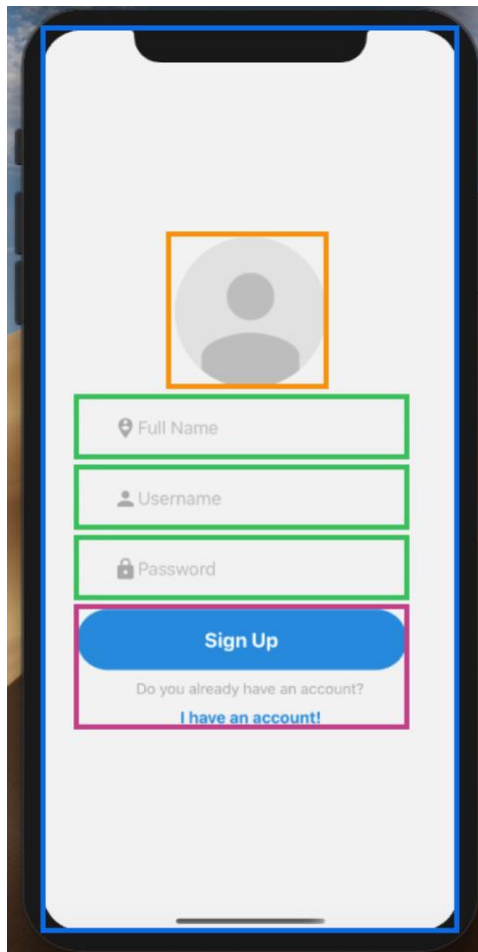 Full Name
Username
Password
Sign Up
Do you already have an account?
I have an account!